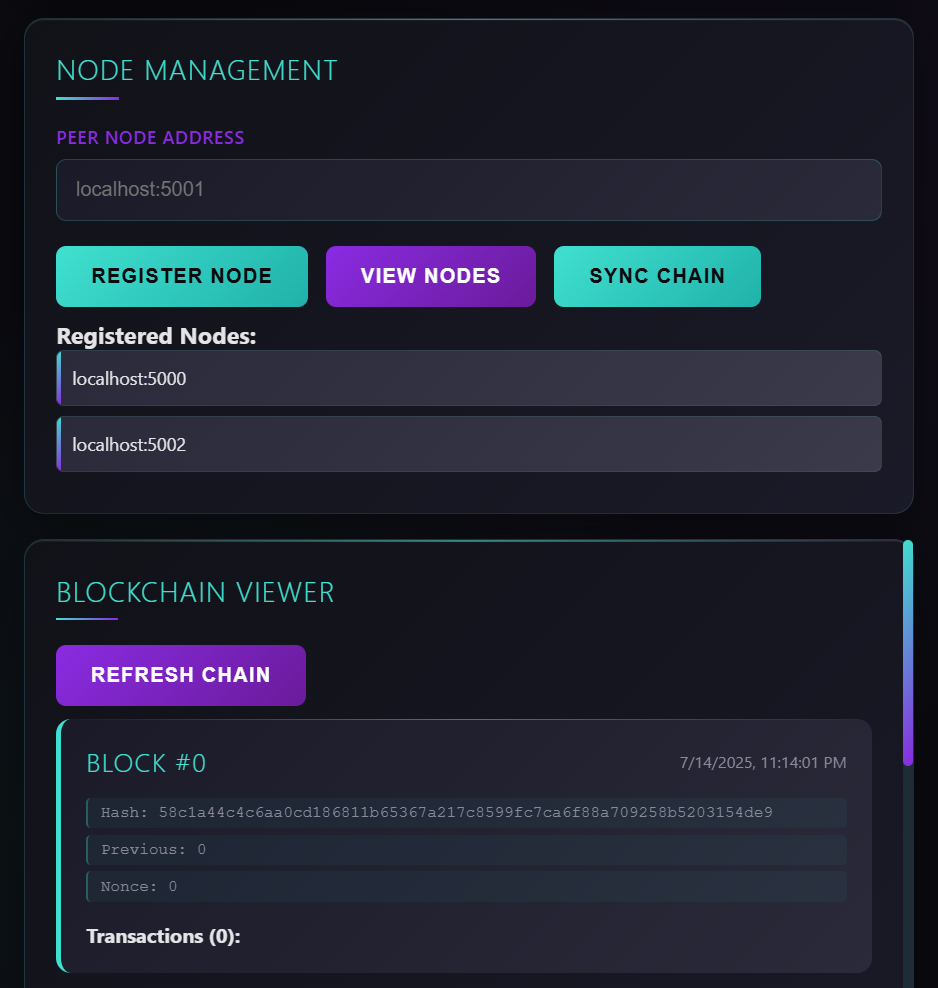 NODE MANAGEMENT
PEER NODE ADDRESS
localhost:5001
REGISTER NODE
VIEW NODES
SYNC CHAIN
Registered Nodes:
localhost:5000
localhost:5002
BLOCKCHAIN VIEWER
REFRESH CHAIN
BLOCK #0
7/14/2025, 11:14:01 PM
Hash: 58c1a44c4c6aa0cd186811b65367a217c8599fc7ca6f88a709258b5203154de9
Previous: 0
Nonce: 0
Transactions (0):